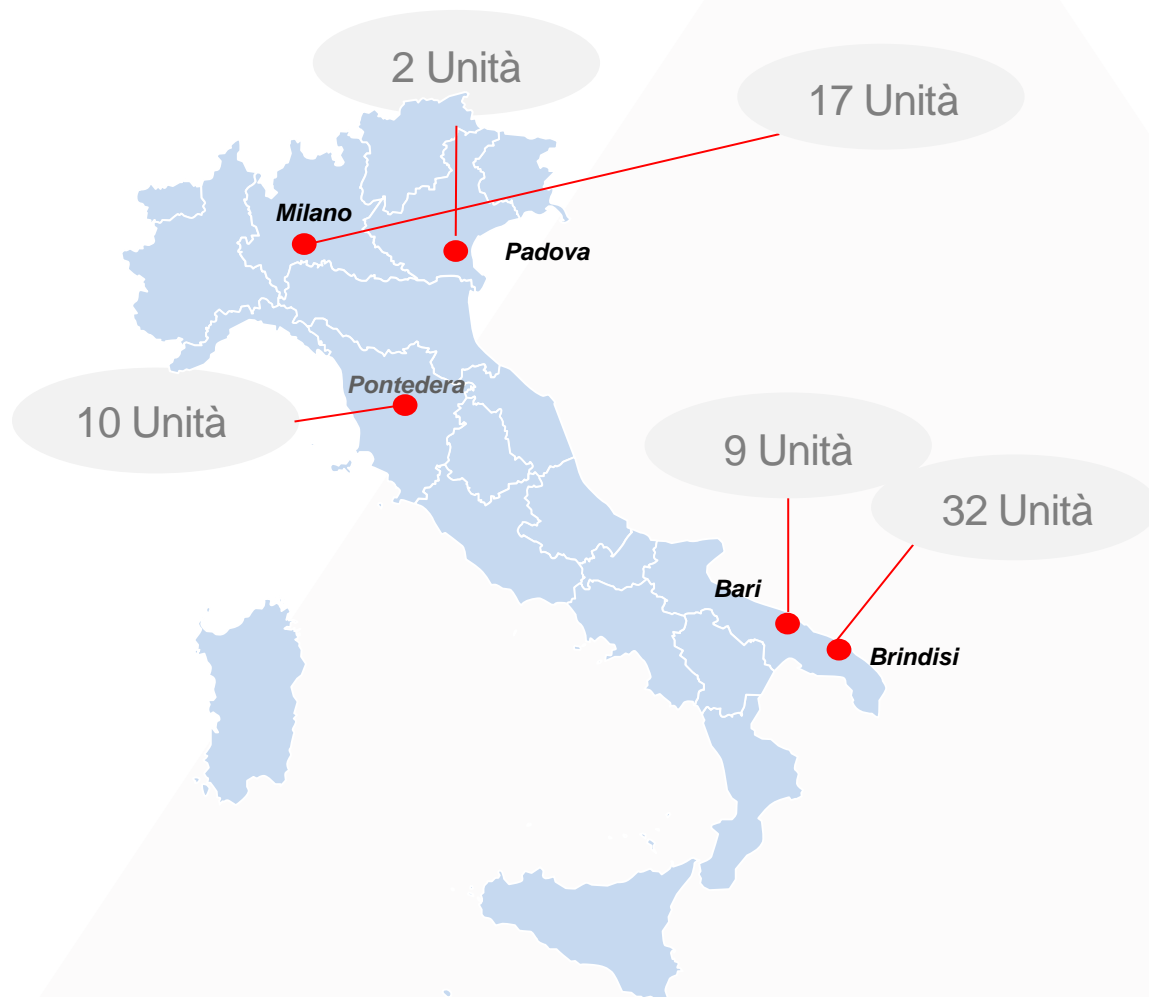 2 Unità
17 Unità
Milano
Padova
Pontedera
10 Unità
9 Unità
32 Unità
Bari
Brindisi